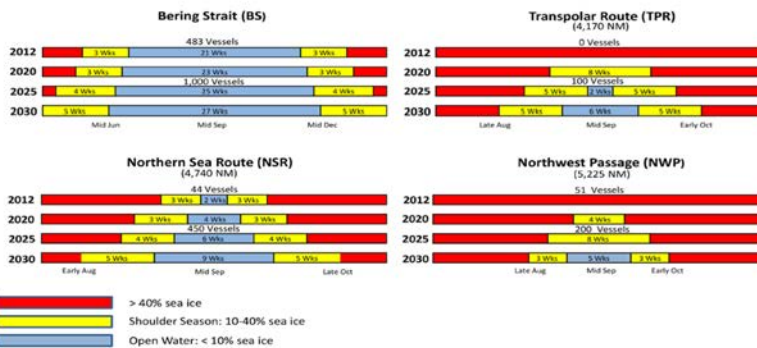 Bering Strait (BS)
483 Vessels
2012 3 Wks 21 Wks 3 Wks
2020 3 Wks 23 Wks 3 Wks
1,000 Vessels
2025 4 Wks 25 Wks 4 Wks
2030 5 Wks 27 Wks 5 Wks
Mid Jun Mid Sep Mid Dec
Transpolar Route (TPR)
(4,170 NM)
0 Vessels
2012
2020 8 Wks
100 Vessels
2025 5 Wks 2 Wks 5 Wks
2030 5 Wks 6 Wks 5 Wks
Late Aug Mid Sep Early Oct
Northern Sea Route (NSR)
(4,740 NM)
44 Vessels
2012 3 Wks 2 Wks 3 Wks
2020 3 Wks 4 Wks 3 Wks
450 Vessels
2025 4 Wks 6 Wks 4 Wks
2030 5 Wks 9 Wks 5 Wks
Early Aug Mid Sep Late Oct
Northwest Passage (NWP)
(5,225 NM)
51 Vessels
2012
2020 4 Wks
200 Vessels
2025 8 Wks
2030 3 Wks 5 Wks 3 Wks
Late Aug Mid Sep Early Oct
> 40% sea ice
Shoulder Season: 10-40% sea ice
Open Water: < 10% sea ice